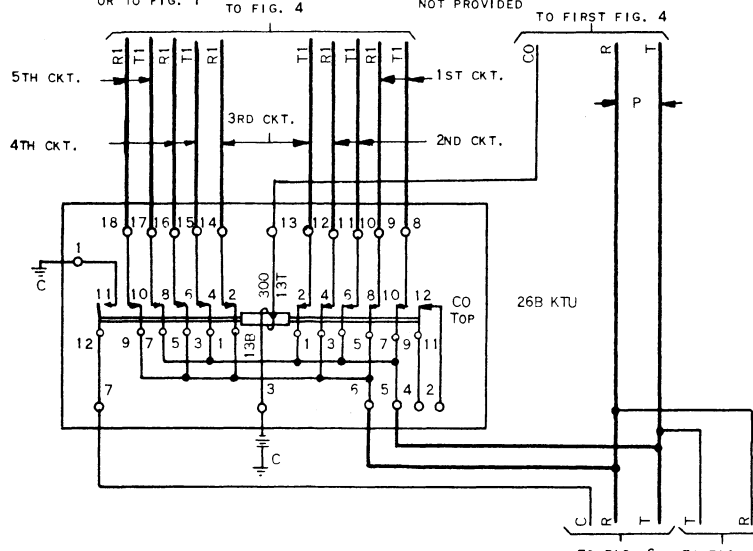 OR TO FIG. 1
TO FIG. 4
NOT PROVIDED
TO FIRST FIG. 4
R1 T1 R1 T1 R1 T1 R1 T1 R1 T1
CO R T
5TH CKT.
1ST CKT.
P
3RD CKT.
4TH CKT.
2ND CKT.
18 17 16 15 14 13 12 11 10 9 8
1
C
300 13T
11 10 8 6 4 2 2 4 6 8 10 12
CO
TOP
26B KTU
13B
12 9 7 5 3 1 1 3 5 7 9 11
7 3 6 5 4 2
C
C R T T R